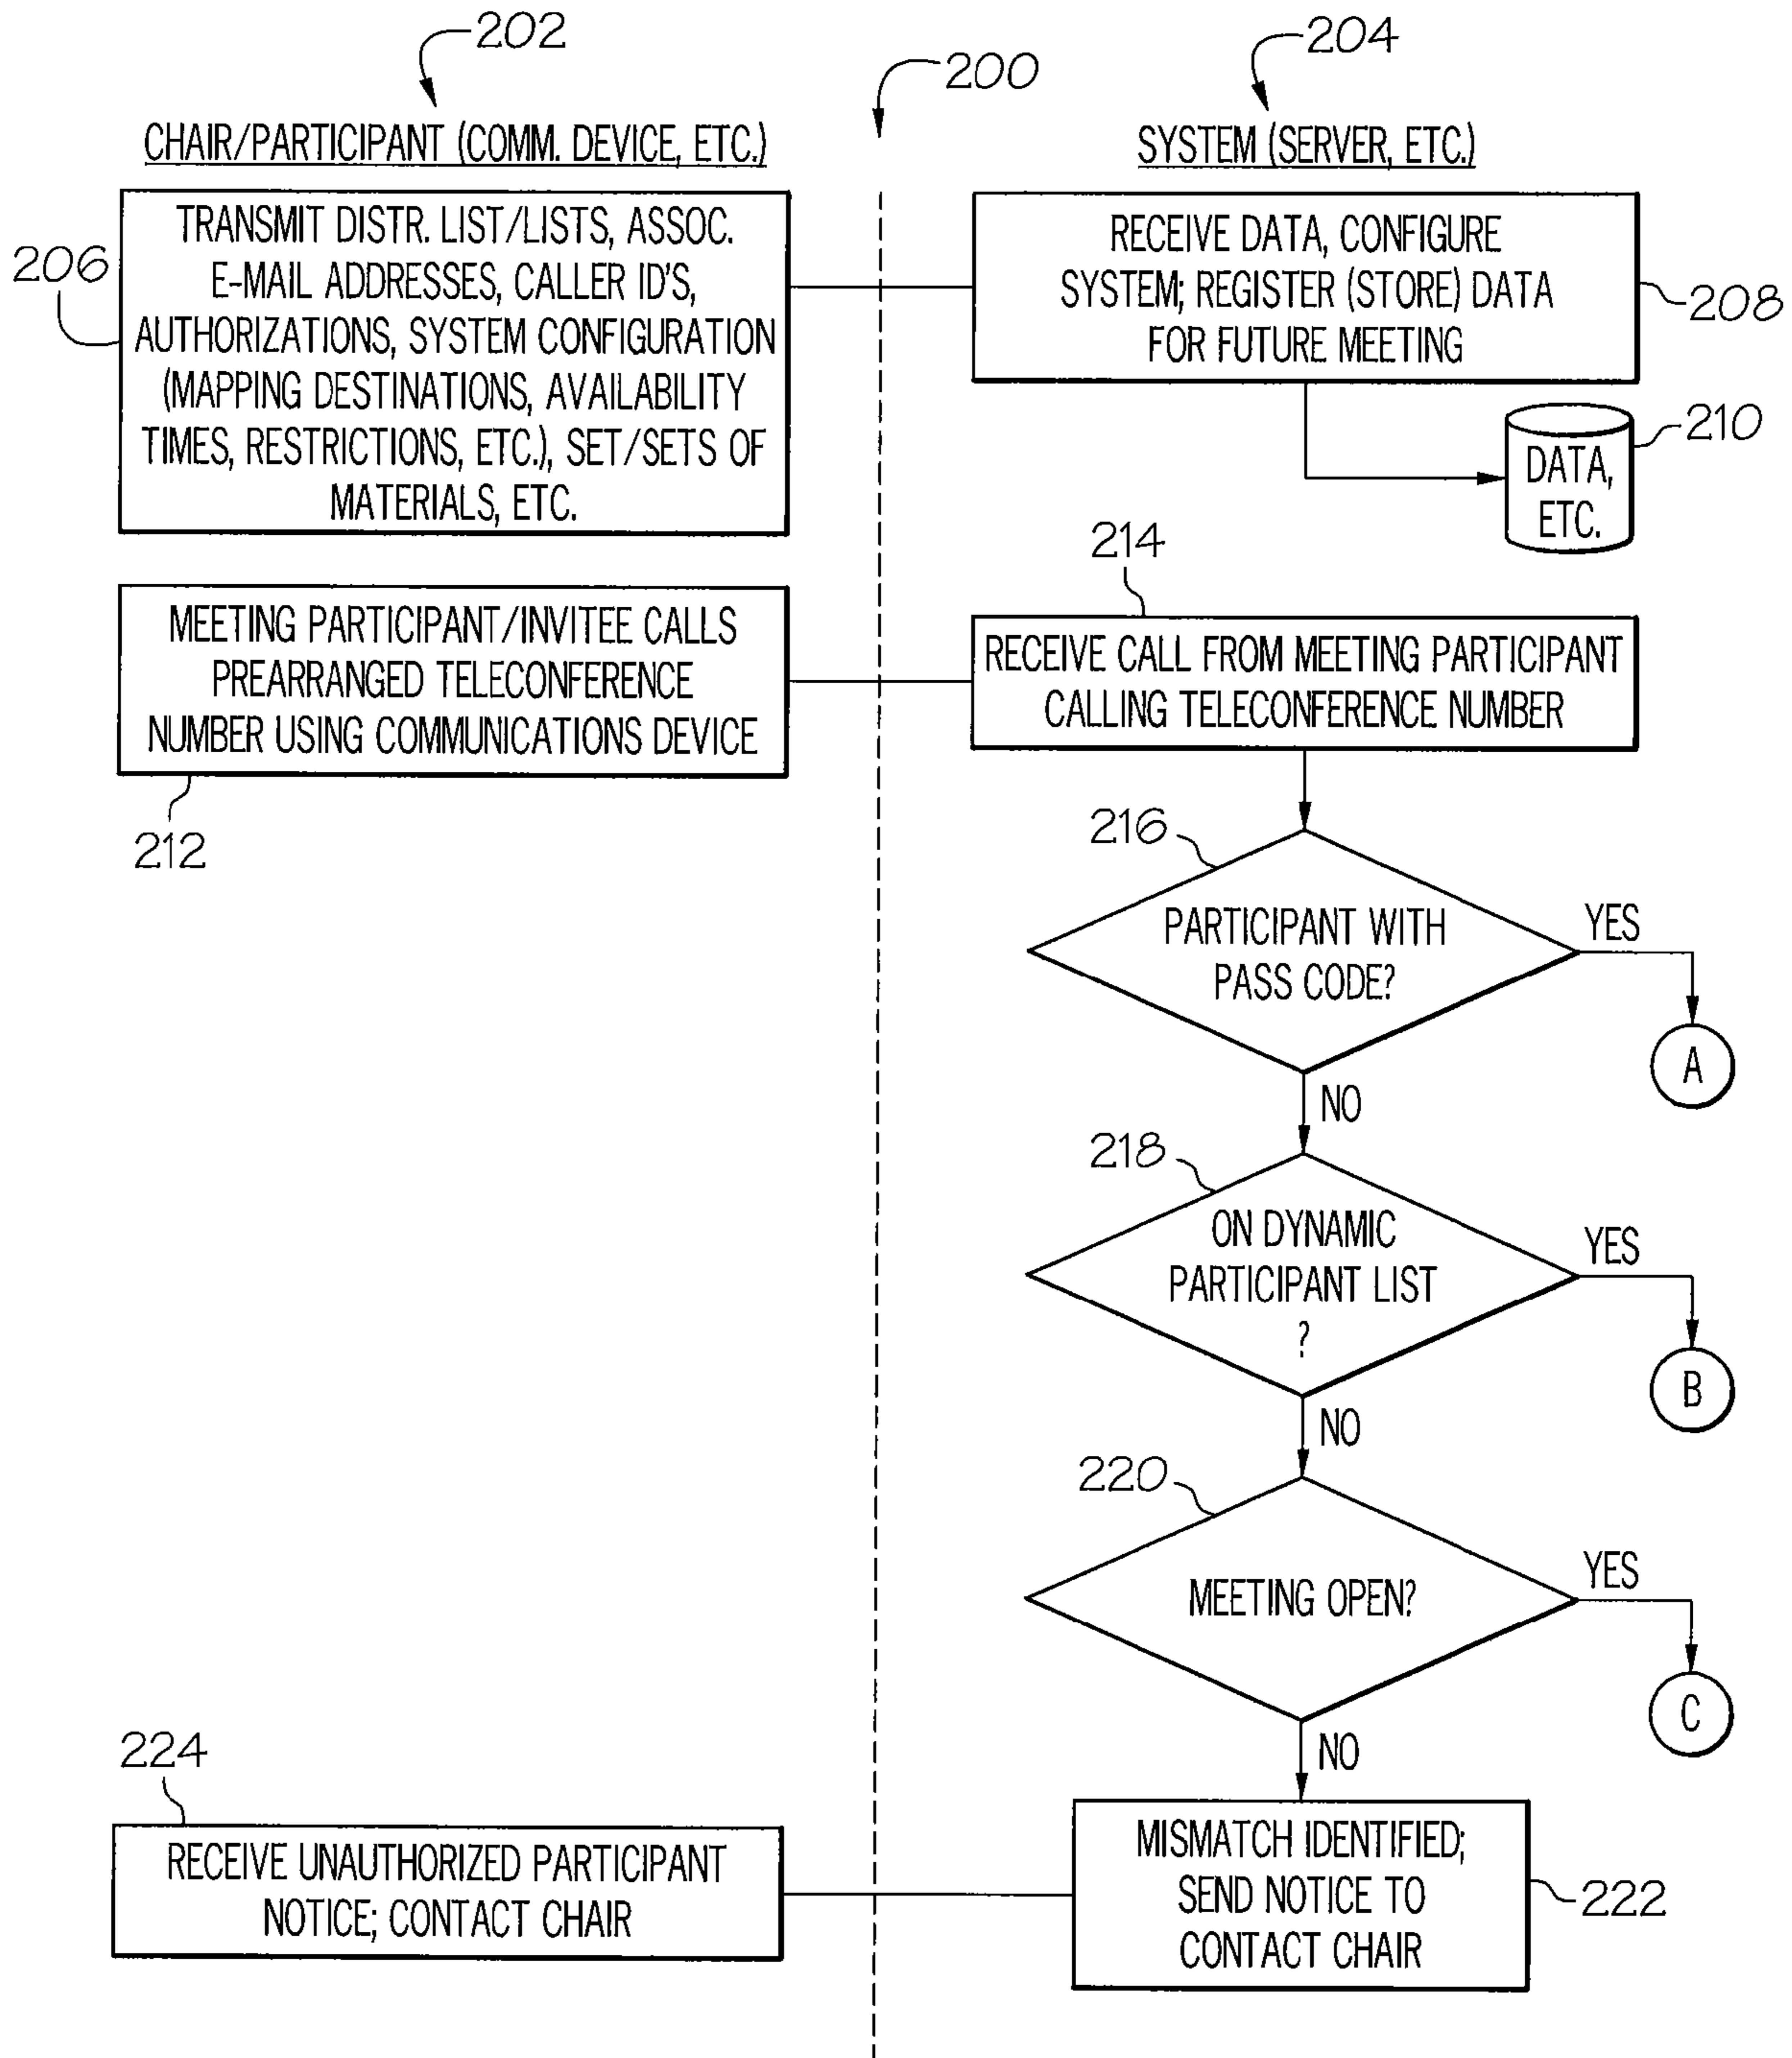 202
200
204
CHAIR/PARTICIPANT (COMM. DEVICE, ETC.)
SYSTEM (SERVER, ETC.)
206
TRANSMIT DISTR. LIST/LISTS, ASSOC.
E-MAIL ADDRESSES, CALLER ID'S,
AUTHORIZATIONS, SYSTEM CONFIGURATION
(MAPPING DESTINATIONS, AVAILABILITY
TIMES, RESTRICTIONS, ETC.), SET/SETS OF
MATERIALS, ETC.
RECEIVE DATA, CONFIGURE
SYSTEM; REGISTER (STORE) DATA
FOR FUTURE MEETING
208
210
DATA,
ETC.
MEETING PARTICIPANT/INVITEE CALLS
PREARRANGED TELECONFERENCE
NUMBER USING COMMUNICATIONS DEVICE
212
214
RECEIVE CALL FROM MEETING PARTICIPANT
CALLING TELECONFERENCE NUMBER
216
PARTICIPANT WITH
PASS CODE?
YES
A
NO
218
ON DYNAMIC
PARTICIPANT LIST
?
YES
B
NO
220
MEETING OPEN?
YES
C
NO
224
RECEIVE UNAUTHORIZED PARTICIPANT
NOTICE; CONTACT CHAIR
MISMATCH IDENTIFIED;
SEND NOTICE TO
CONTACT CHAIR
222